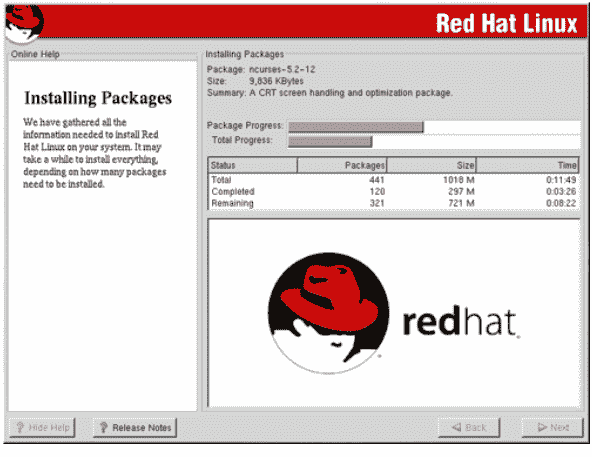 Red Hat Linux
Online Help
Installing Packages
We have gathered all the
information needed to install Red
Hat Linux on your system. It may
take a while to install everything,
depending on how many packages
need to be installed.
Installing Packages
Package: ncurses-5.2-12
Size: 9,836 KBytes
Summary: A CRT screen handling and optimization package.
Package Progress:
Total Progress:
Status Packages Size Time
Total 441 1018 M 0:11:49
Completed 120 297 M 0:03:26
Remaining 321 721 M 0:08:22
redhat.
Hide Help Release Notes Back Next